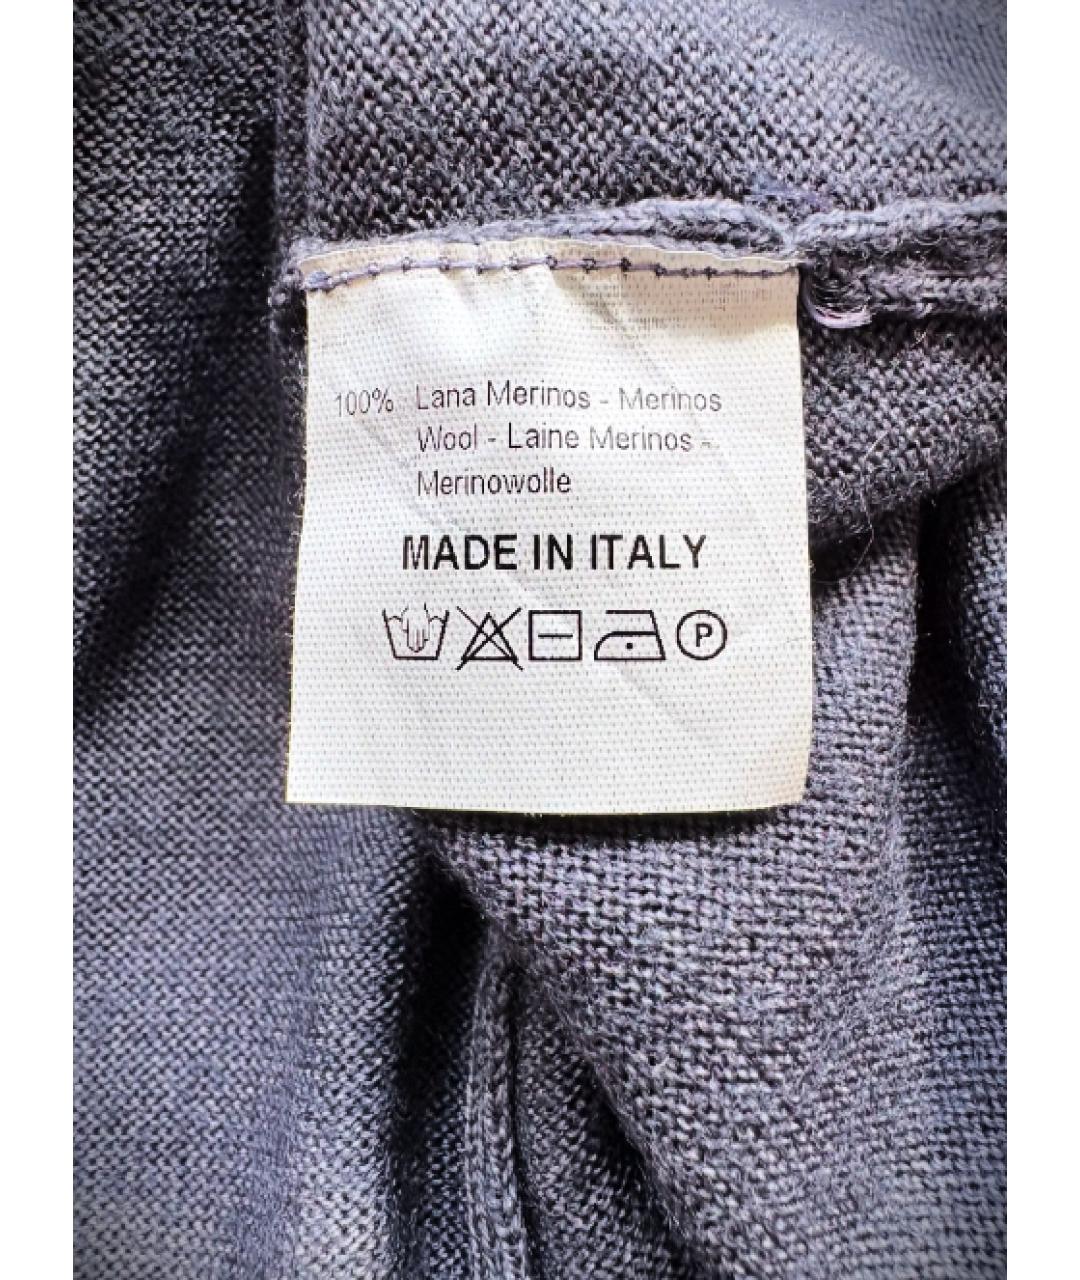 100% Lana Merinos - Merinos
Wool - Laine Merinos -
Merinowolle
MADE IN ITALY
P